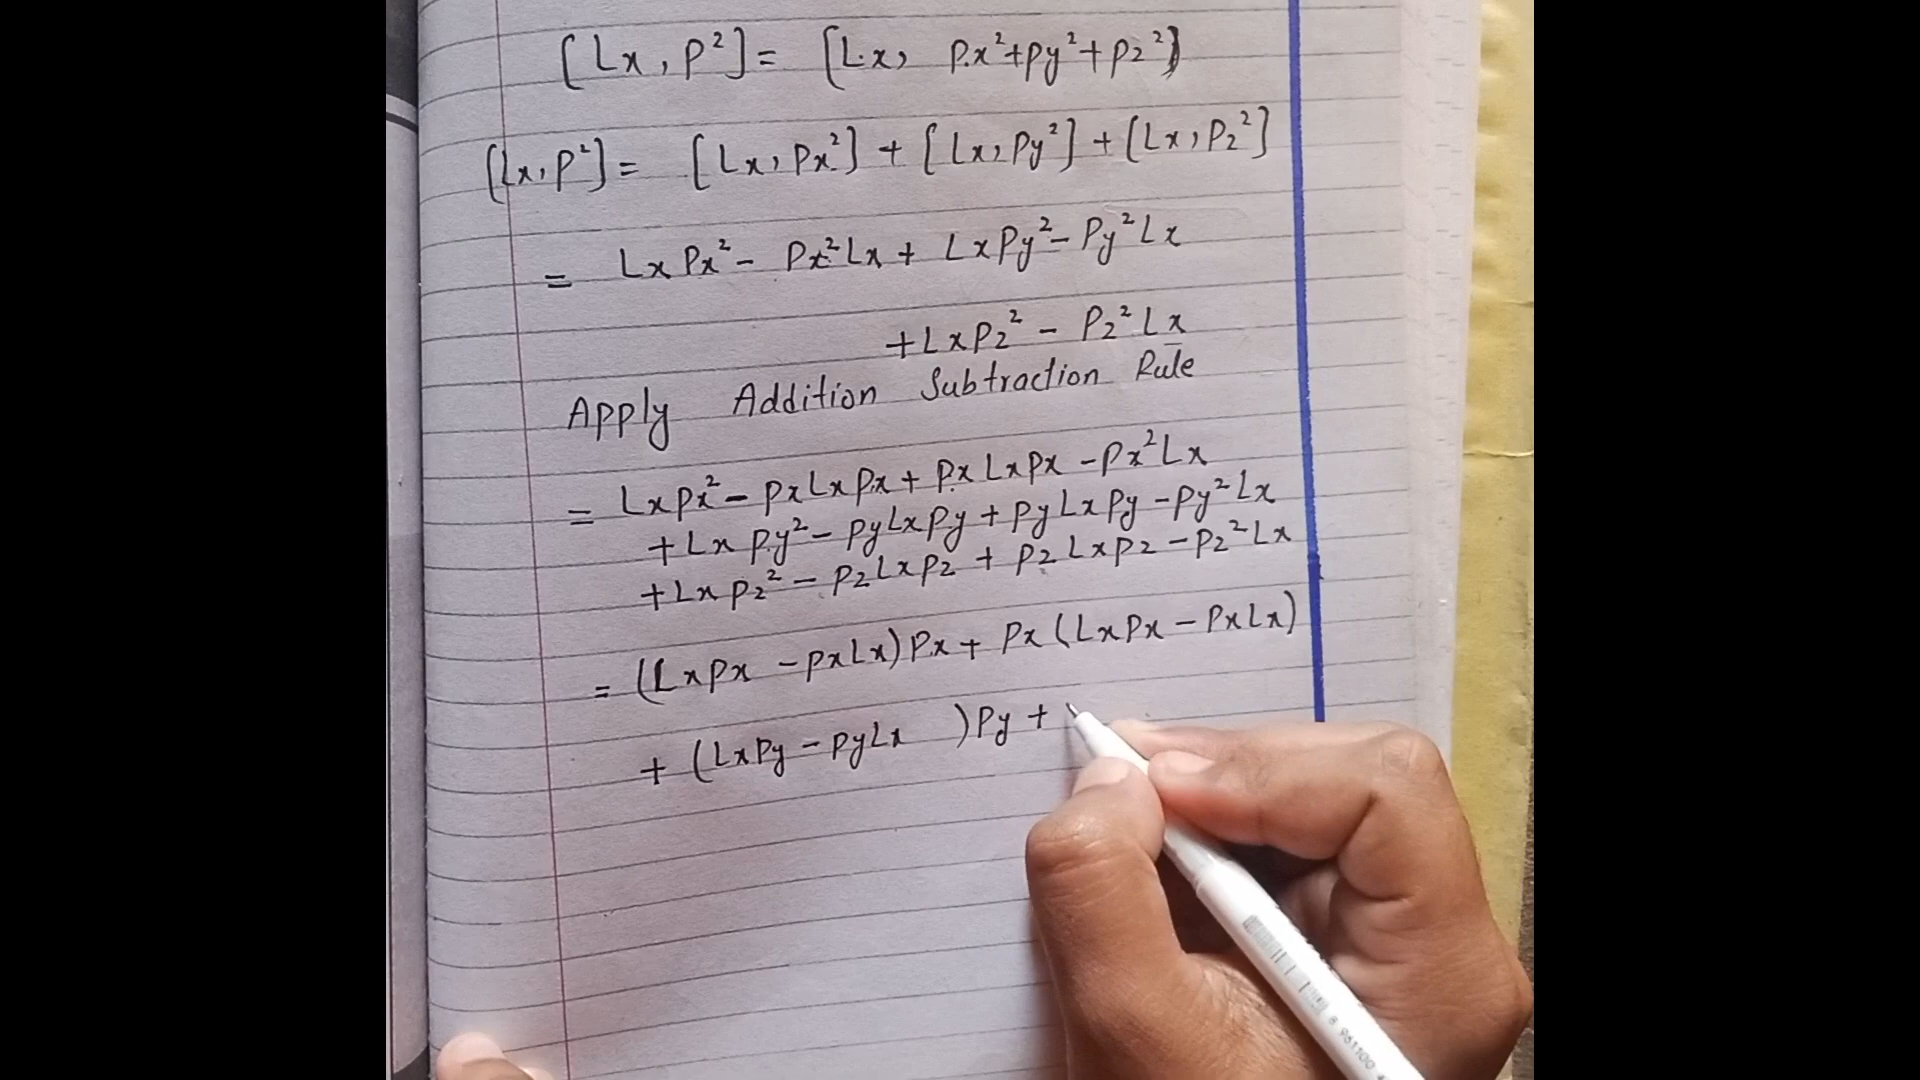 [Lx, P²] = [Lx, Px²+Py²+Pz²]
[Lx, P²] = [Lx, Px²] + [Lx, Py²] + [Lx, Pz²]
= LxPx² - Px²Lx + LxPy² - Py²Lx
+ LxPz² - Pz²Lx
Apply Addition Subtraction Rule
= LxPx² - PxLxPx + PxLxPx - Px²Lx
+ LxPy² - PyLxPy + PyLxPy - Py²Lx
+ LxPz² - PzLxPz + PzLxPz - Pz²Lx
= (LxPx - PxLx)Px + Px(LxPx - PxLx)
+ (LxPy - PyLx )Py +